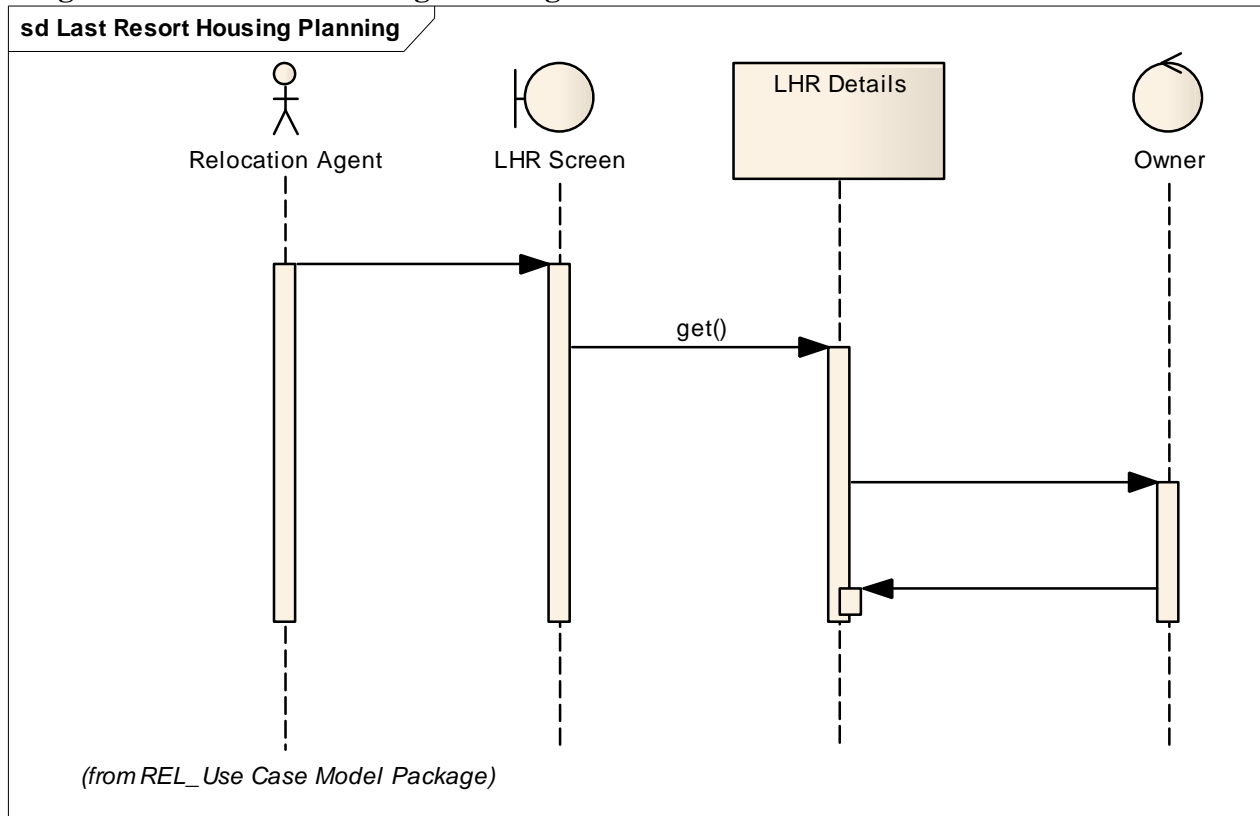 sd Last Resort Housing Planning
LHR Details
Relocation Agent
LHR Screen
Owner
get()
(from REL_Use Case Model Package)